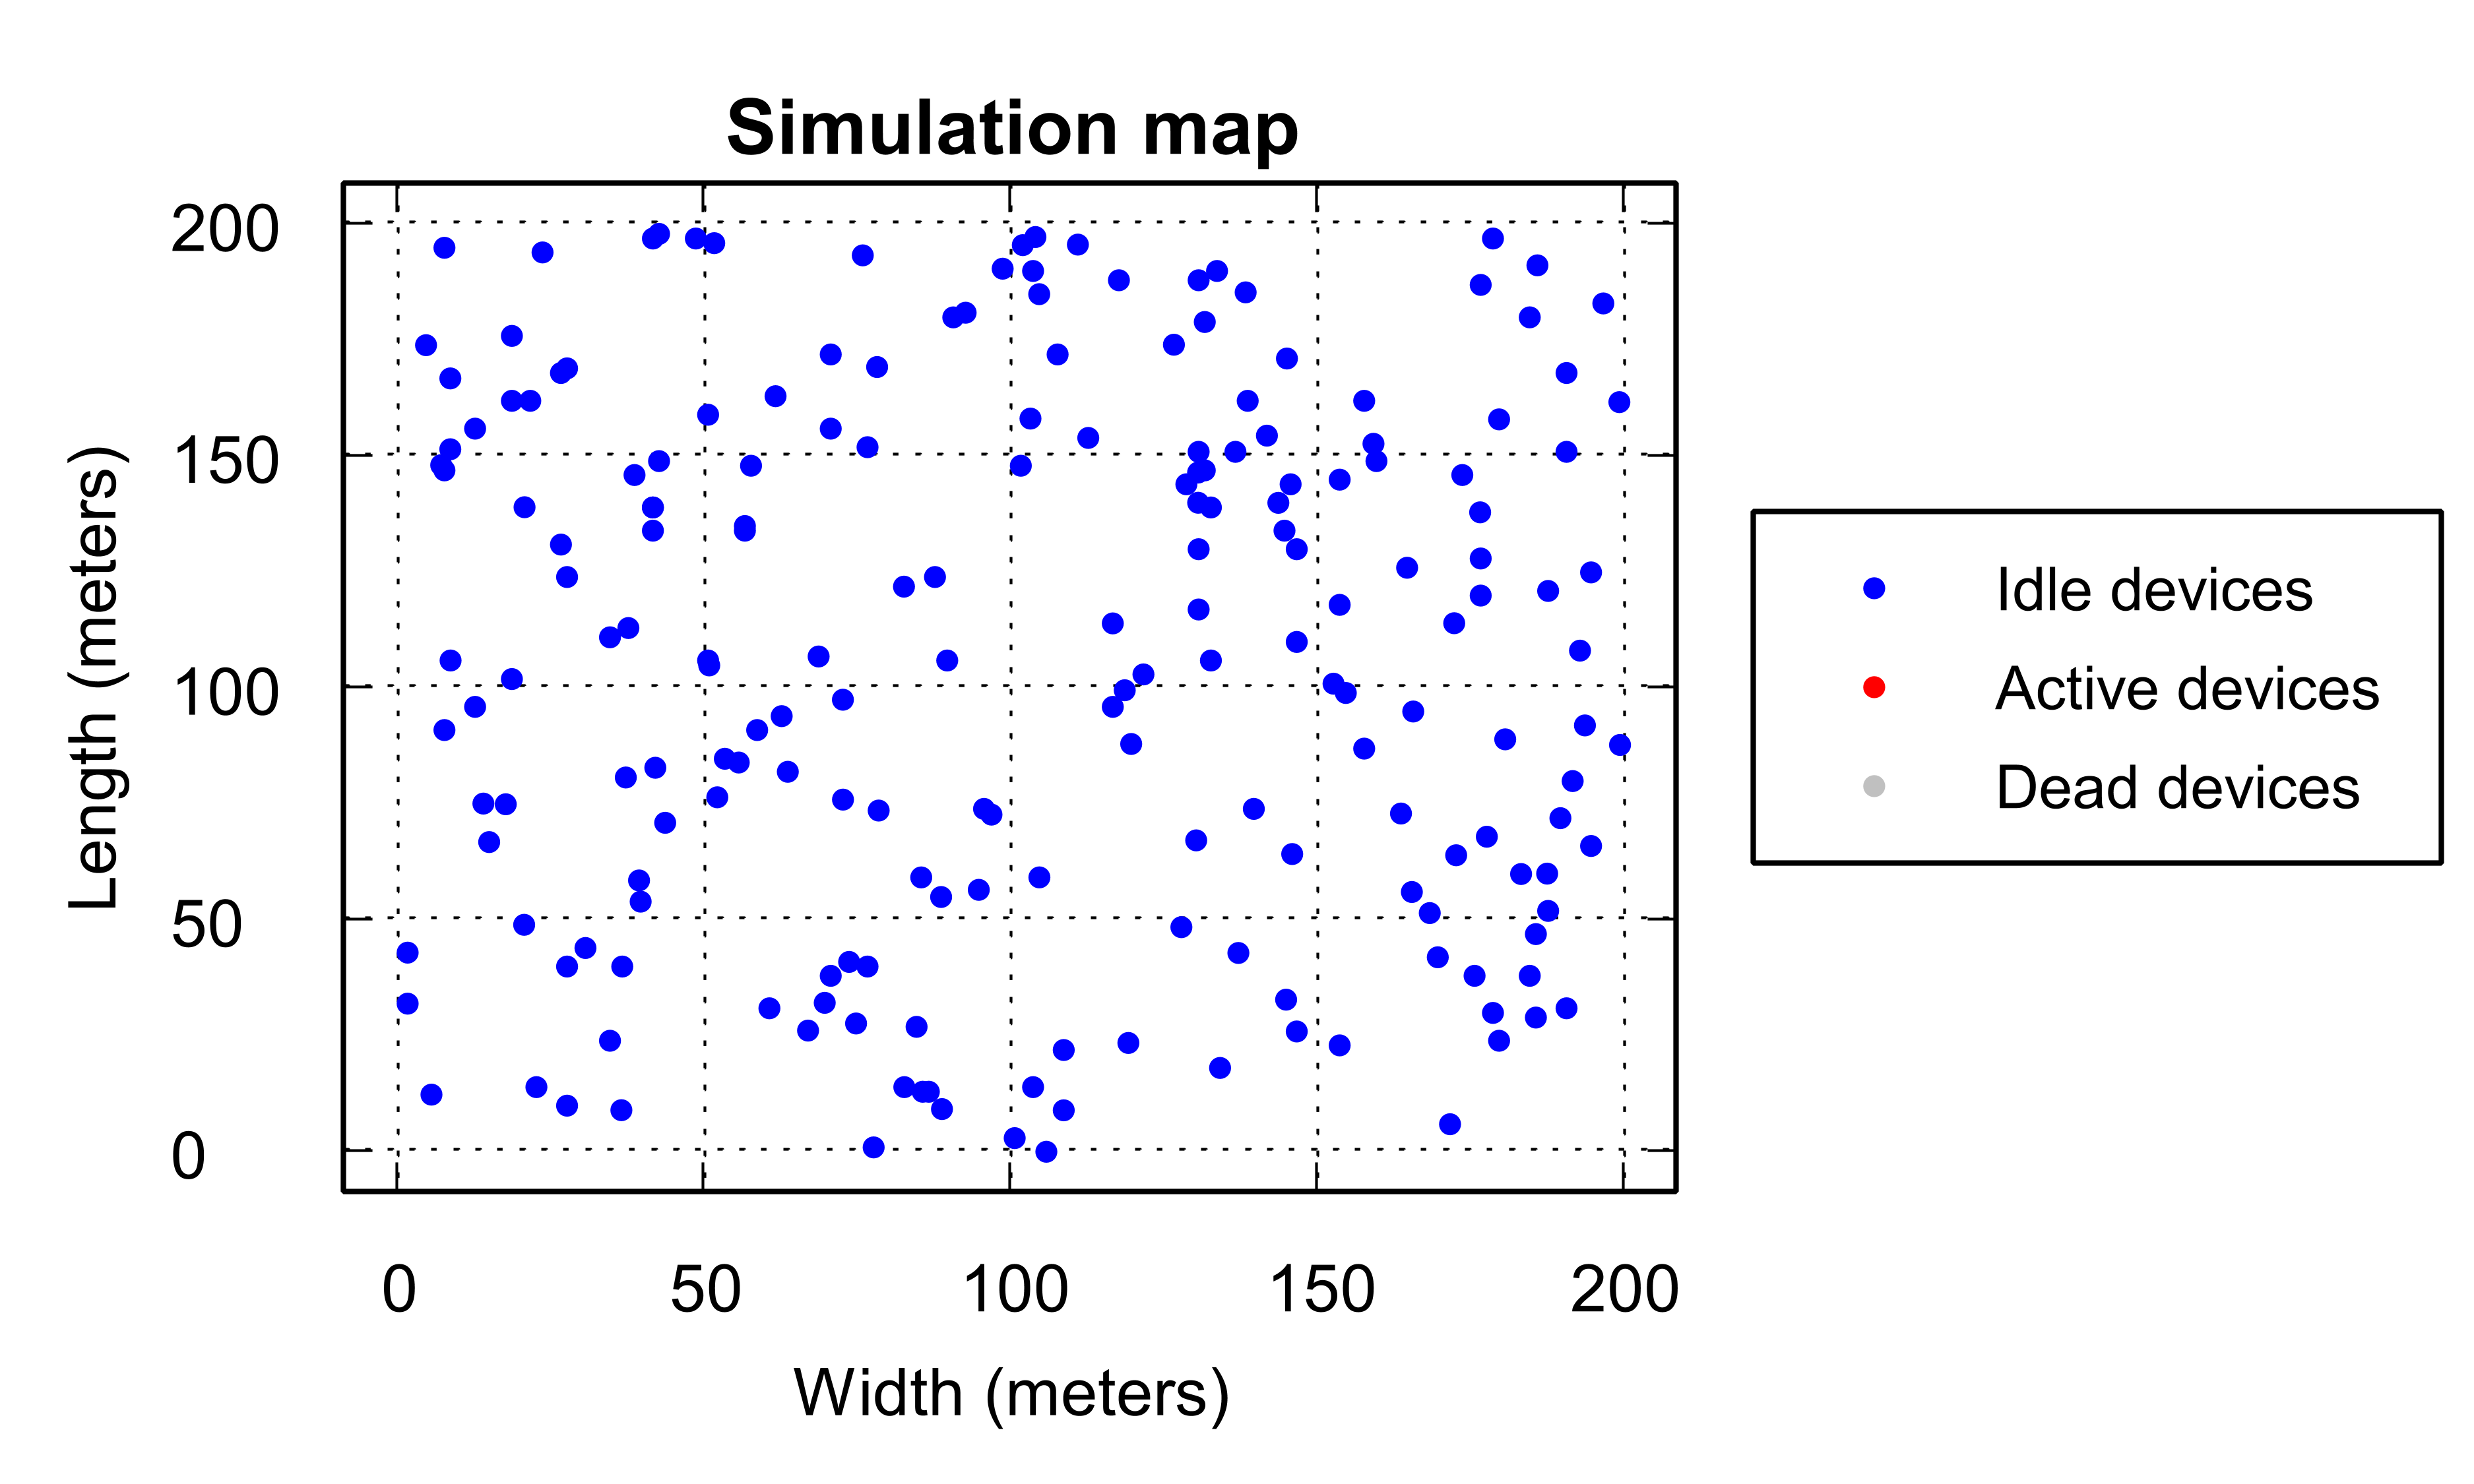 Simulation map
200
150
100
50
0
Length (meters)
0 50 100 150 200
Width (meters)
Idle devices
Active devices
Dead devices